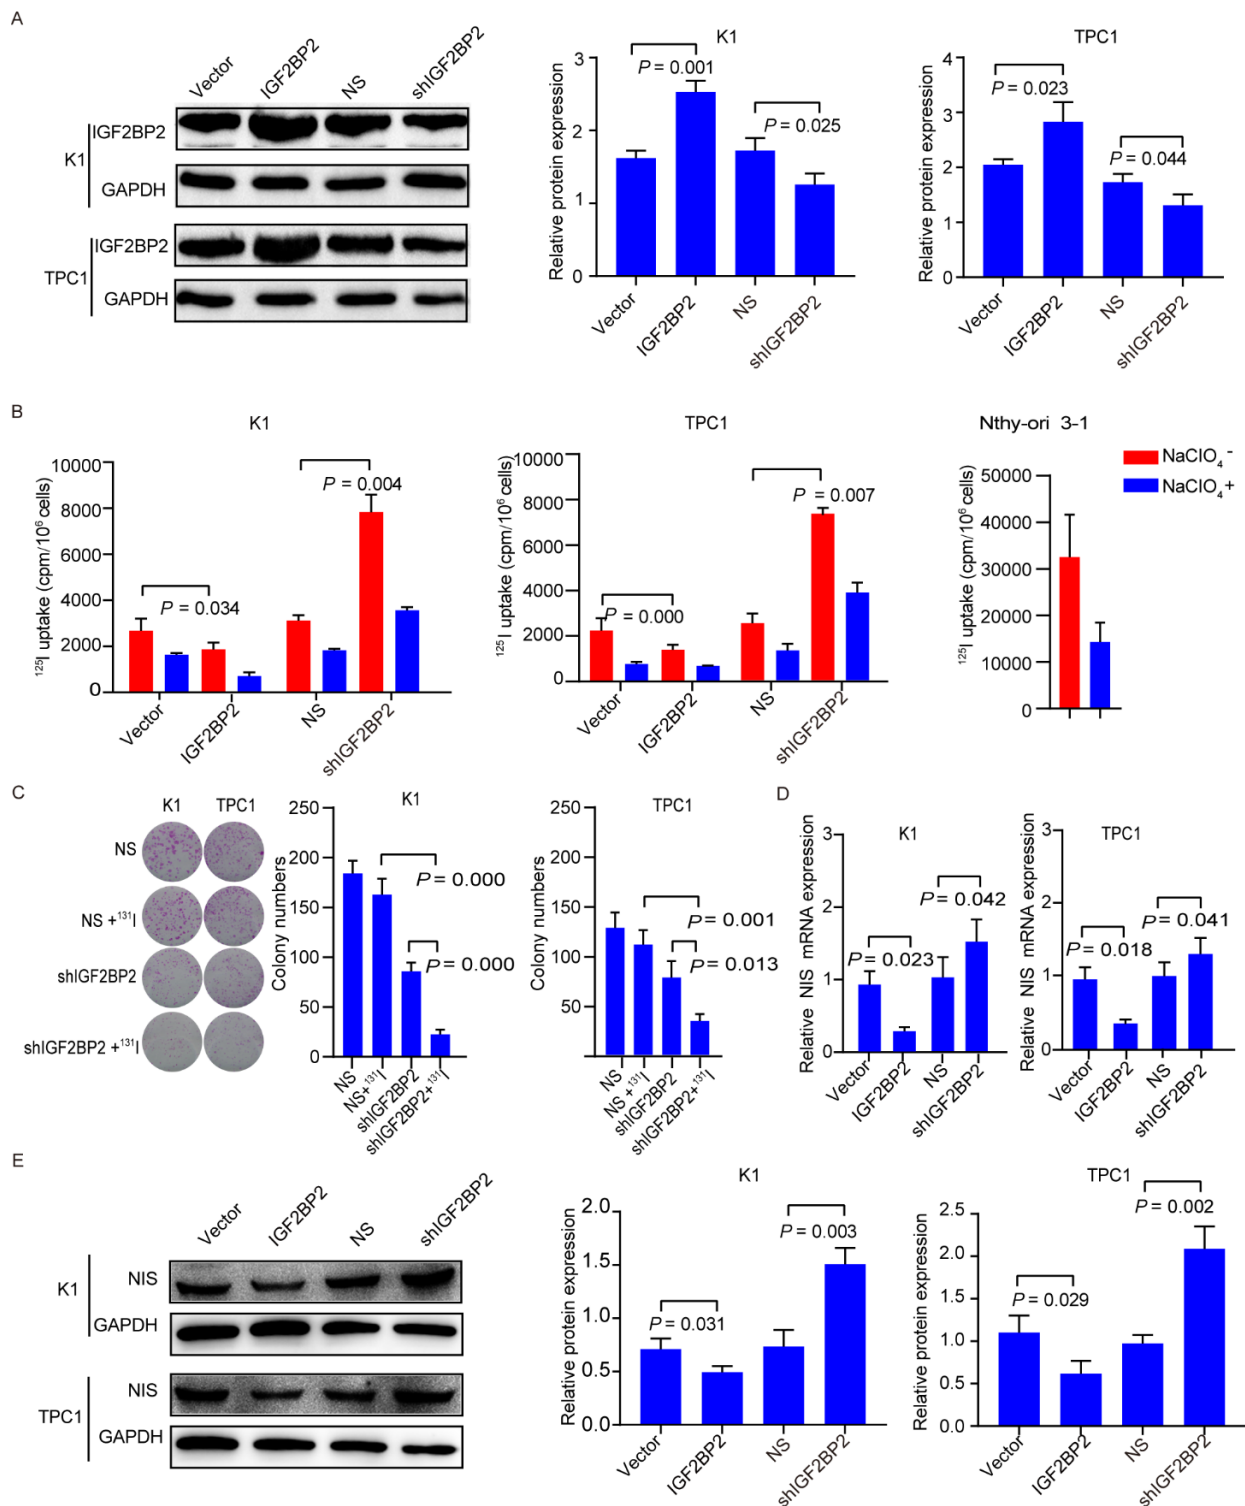 A
Vector IGF2BP2 NS shIGF2BP2
K1
IGF2BP2
GAPDH
TPC1
IGF2BP2
GAPDH
K1
Relative protein expression
3
2
1
0
P = 0.001
P = 0.025
Vector IGF2BP2 NS shIGF2BP2
TPC1
Relative protein expression
4
3
2
1
0
P = 0.023
P = 0.044
Vector IGF2BP2 NS shIGF2BP2
B
K1
¹²⁵I uptake (cpm/10⁶ cells)
10000
8000
6000
4000
2000
0
P = 0.034
P = 0.004
Vector IGF2BP2 NS shIGF2BP2
TPC1
¹²⁵I uptake (cpm/10⁶ cells)
10000
8000
6000
4000
2000
0
P = 0.000
P = 0.007
Vector IGF2BP2 NS shIGF2BP2
Nthy-ori 3-1
¹²⁵I uptake (cpm/10⁶ cells)
50000
40000
30000
20000
10000
0
NaClO₄⁻
NaClO₄+
C
K1 TPC1
NS
NS +¹³¹I
shIGF2BP2
shIGF2BP2 +¹³¹I
K1
Colony numbers
250
200
150
100
50
0
P = 0.000
P = 0.000
NS NS+¹³¹I shIGF2BP2 shIGF2BP2+¹³¹I
TPC1
Colony numbers
250
200
150
100
50
0
P = 0.001
P = 0.013
NS NS+¹³¹I shIGF2BP2 shIGF2BP2+¹³¹I
D
K1
Relative NIS mRNA expression
3
2
1
0
P = 0.023
P = 0.042
Vector IGF2BP2 NS shIGF2BP2
TPC1
Relative NIS mRNA expression
3
2
1
0
P = 0.018
P = 0.041
Vector IGF2BP2 NS shIGF2BP2
E
Vector IGF2BP2 NS shIGF2BP2
K1
NIS
GAPDH
TPC1
NIS
GAPDH
K1
Relative protein expression
2.0
1.5
1.0
0.5
0.0
P = 0.031
P = 0.003
Vector IGF2BP2 NS shIGF2BP2
TPC1
Relative protein expression
2.5
2.0
1.5
1.0
0.5
0.0
P = 0.029
P = 0.002
Vector IGF2BP2 NS shIGF2BP2